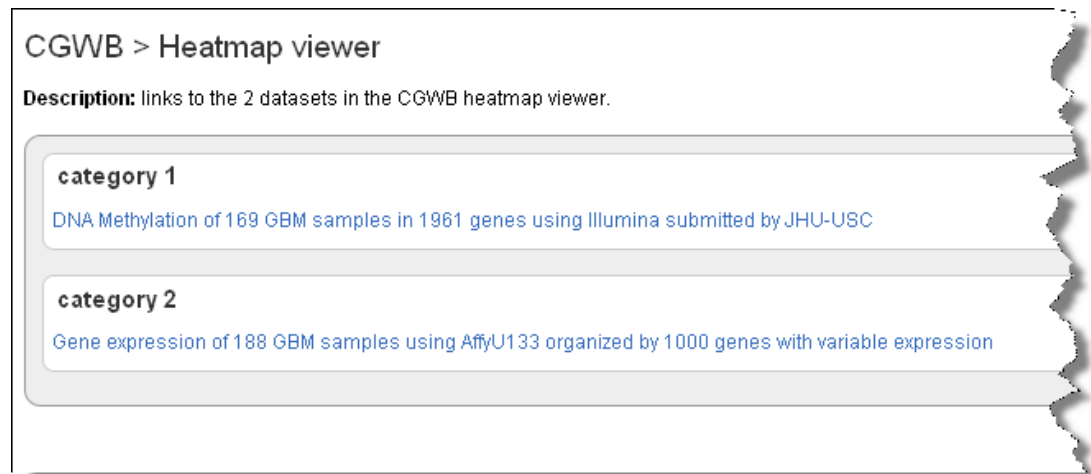 CGWB > Heatmap viewer
Description: links to the 2 datasets in the CGWB heatmap viewer.
category 1
DNA Methylation of 169 GBM samples in 1961 genes using Illumina submitted by JHU-USC
category 2
Gene expression of 188 GBM samples using AffyU133 organized by 1000 genes with variable expression